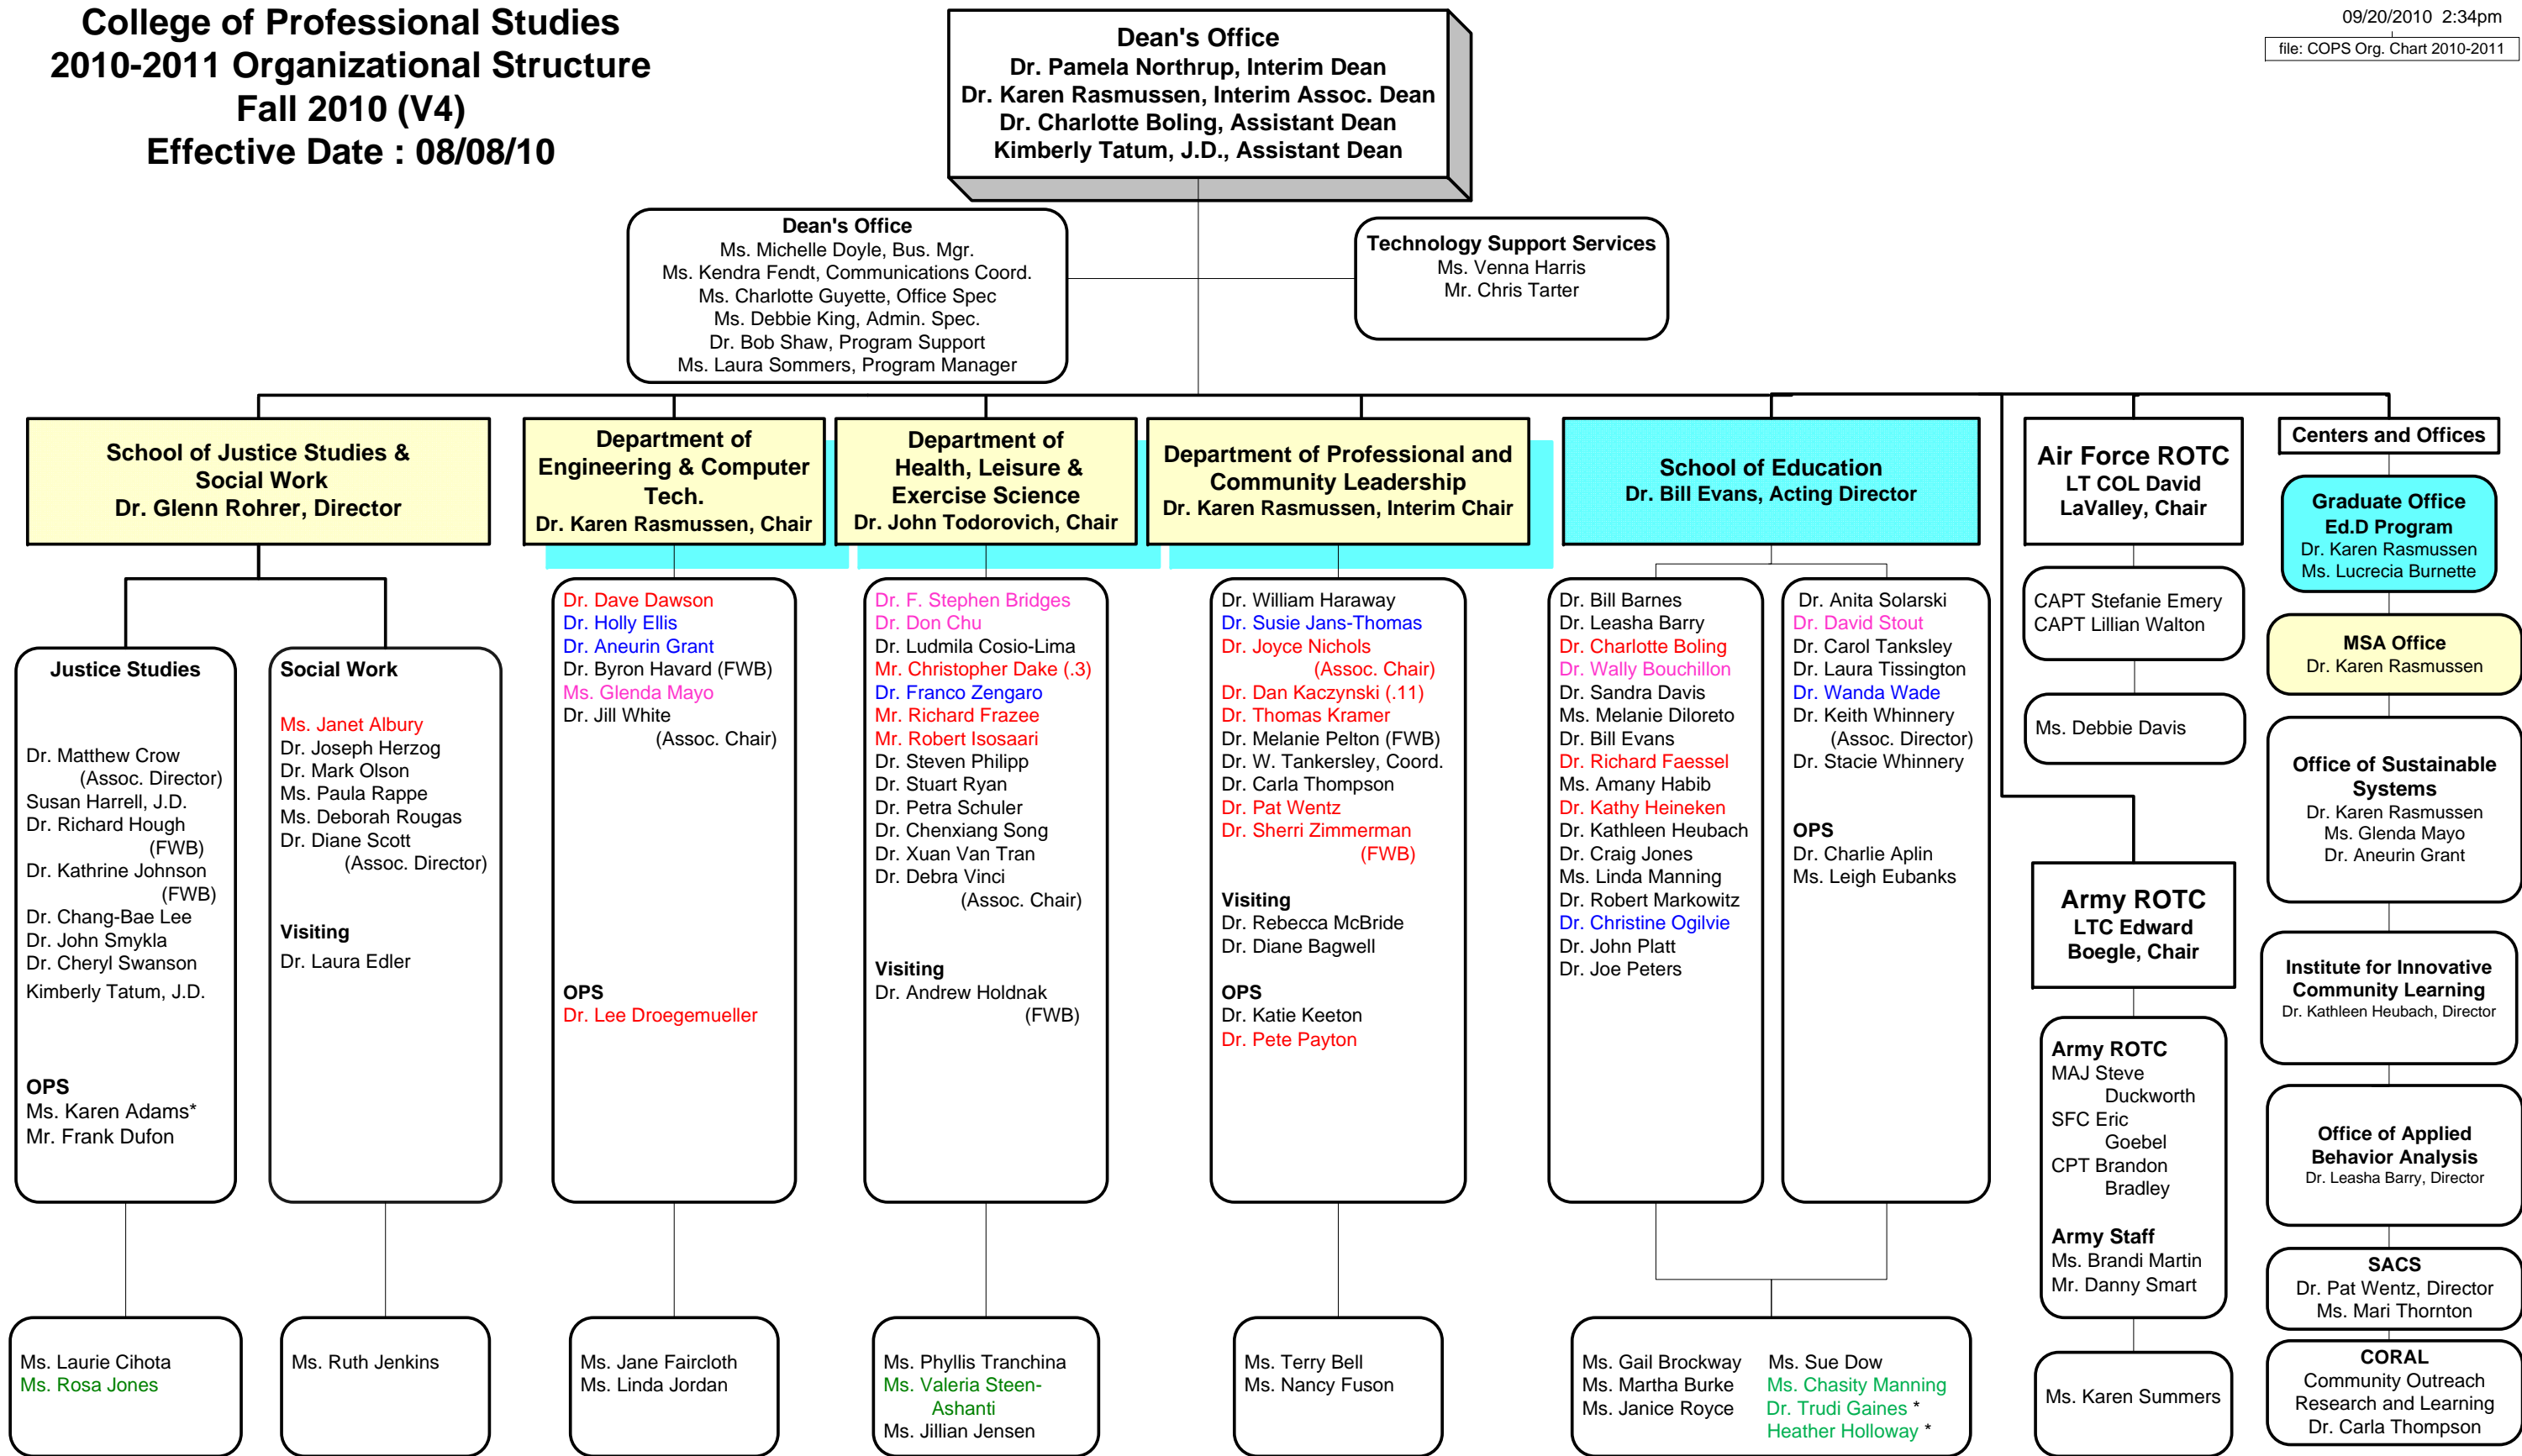 College of Professional Studies
2010-2011 Organizational Structure
Fall 2010 (V4)
Effective Date : 08/08/10
09/20/2010  2:34pm
file: COPS Org. Chart 2010-2011
Dean's Office
Dr. Pamela Northrup, Interim Dean
Dr. Karen Rasmussen, Interim Assoc. Dean
Dr. Charlotte Boling, Assistant Dean
Kimberly Tatum, J.D., Assistant Dean
Dean's Office
Ms. Michelle Doyle, Bus. Mgr.
Ms. Kendra Fendt, Communications Coord.
Ms. Charlotte Guyette, Office Spec
Ms. Debbie King, Admin. Spec.
Dr. Bob Shaw, Program Support
Ms. Laura Sommers, Program Manager
Technology Support Services
Ms. Venna Harris
Mr. Chris Tarter
School of Justice Studies &
Social Work
Dr. Glenn Rohrer, Director
Justice Studies
Dr. Matthew Crow
(Assoc. Director)
Susan Harrell, J.D.
Dr. Richard Hough
(FWB)
Dr. Kathrine Johnson
(FWB)
Dr. Chang-Bae Lee
Dr. John Smykla
Dr. Cheryl Swanson
Kimberly Tatum, J.D.
OPS
Ms. Karen Adams*
Mr. Frank Dufon
Ms. Laurie Cihota
Ms. Rosa Jones
Social Work
Ms. Janet Albury
Dr. Joseph Herzog
Dr. Mark Olson
Ms. Paula Rappe
Ms. Deborah Rougas
Dr. Diane Scott
(Assoc. Director)
Visiting
Dr. Laura Edler
Ms. Ruth Jenkins
Department of
Engineering & Computer
Tech.
Dr. Karen Rasmussen, Chair
Dr. Dave Dawson
Dr. Holly Ellis
Dr. Aneurin Grant
Dr. Byron Havard (FWB)
Ms. Glenda Mayo
Dr. Jill White
(Assoc. Chair)
OPS
Dr. Lee Droegemueller
Ms. Jane Faircloth
Ms. Linda Jordan
Department of
Health, Leisure &
Exercise Science
Dr. John Todorovich, Chair
Dr. F. Stephen Bridges
Dr. Don Chu
Dr. Ludmila Cosio-Lima
Mr. Christopher Dake (.3)
Dr. Franco Zengaro
Mr. Richard Frazee
Mr. Robert Isosaari
Dr. Steven Philipp
Dr. Stuart Ryan
Dr. Petra Schuler
Dr. Chenxiang Song
Dr. Xuan Van Tran
Dr. Debra Vinci
(Assoc. Chair)
Visiting
Dr. Andrew Holdnak
(FWB)
Ms. Phyllis Tranchina
Ms. Valeria Steen-
Ashanti
Ms. Jillian Jensen
Department of Professional and
Community Leadership
Dr. Karen Rasmussen, Interim Chair
Dr. William Haraway
Dr. Susie Jans-Thomas
Dr. Joyce Nichols
(Assoc. Chair)
Dr. Dan Kaczynski (.11)
Dr. Thomas Kramer
Dr. Melanie Pelton (FWB)
Dr. W. Tankersley, Coord.
Dr. Carla Thompson
Dr. Pat Wentz
Dr. Sherri Zimmerman
(FWB)
Visiting
Dr. Rebecca McBride
Dr. Diane Bagwell
OPS
Dr. Katie Keeton
Dr. Pete Payton
Ms. Terry Bell
Ms. Nancy Fuson
School of Education
Dr. Bill Evans, Acting Director
Dr. Bill Barnes
Dr. Leasha Barry
Dr. Charlotte Boling
Dr. Wally Bouchillon
Dr. Sandra Davis
Ms. Melanie Diloreto
Dr. Bill Evans
Dr. Richard Faessel
Ms. Amany Habib
Dr. Kathy Heineken
Dr. Kathleen Heubach
Dr. Craig Jones
Ms. Linda Manning
Dr. Robert Markowitz
Dr. Christine Ogilvie
Dr. John Platt
Dr. Joe Peters
Dr. Anita Solarski
Dr. David Stout
Dr. Carol Tanksley
Dr. Laura Tissington
Dr. Wanda Wade
Dr. Keith Whinnery
(Assoc. Director)
Dr. Stacie Whinnery
OPS
Dr. Charlie Aplin
Ms. Leigh Eubanks
Ms. Gail Brockway
Ms. Martha Burke
Ms. Janice Royce
Ms. Sue Dow
Ms. Chasity Manning
Dr. Trudi Gaines *
Heather Holloway *
Air Force ROTC
LT COL David
LaValley, Chair
CAPT Stefanie Emery
CAPT Lillian Walton
Ms. Debbie Davis
Army ROTC
LTC Edward
Boegle, Chair
Army ROTC
MAJ Steve
Duckworth
SFC Eric
Goebel
CPT Brandon
Bradley
Army Staff
Ms. Brandi Martin
Mr. Danny Smart
Ms. Karen Summers
Centers and Offices
Graduate Office
Ed.D Program
Dr. Karen Rasmussen
Ms. Lucrecia Burnette
MSA Office
Dr. Karen Rasmussen
Office of Sustainable
Systems
Dr. Karen Rasmussen
Ms. Glenda Mayo
Dr. Aneurin Grant
Institute for Innovative
Community Learning
Dr. Kathleen Heubach, Director
Office of Applied
Behavior Analysis
Dr. Leasha Barry, Director
SACS
Dr. Pat Wentz, Director
Ms. Mari Thornton
CORAL
Community Outreach
Research and Learning
Dr. Carla Thompson